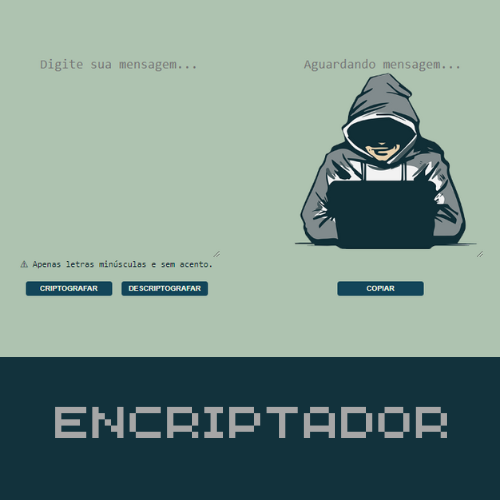 Digite sua mensagem...
Aguardando mensagem...
⚠ Apenas letras minúsculas e sem acento.
CRIPTOGRAFAR
DESCRIPTOGRAFAR
COPIAR
ENCRIPTADOR